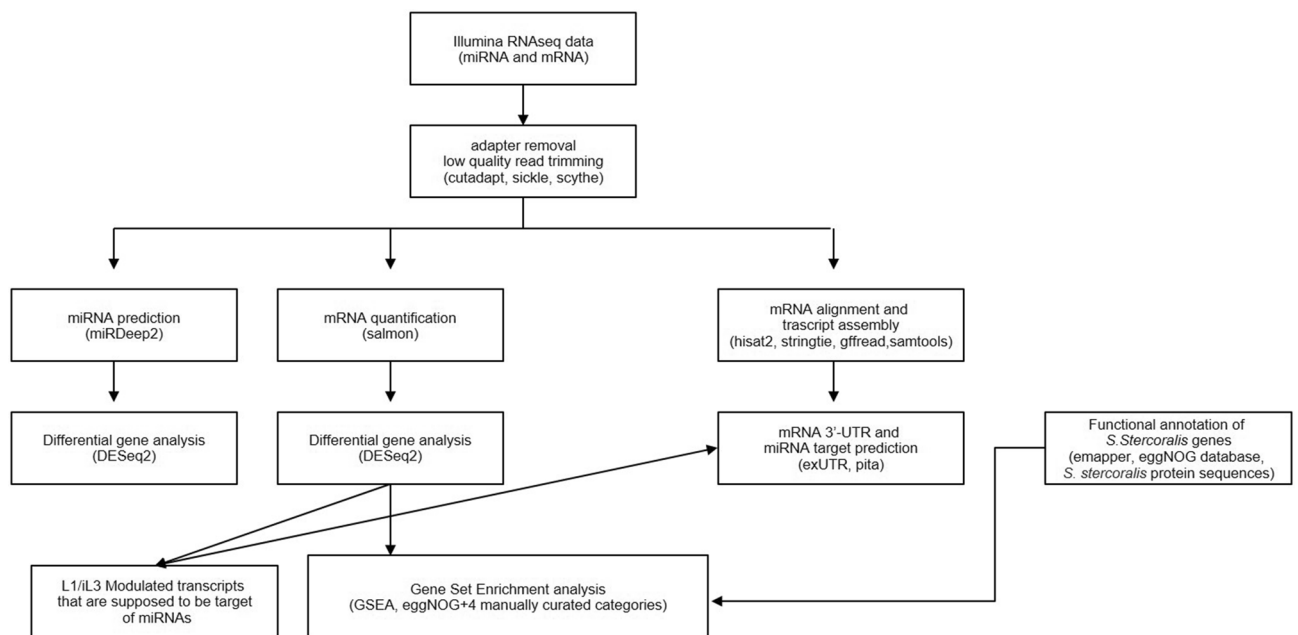 Illumina RNAseq data
(miRNA and mRNA)
adapter removal
low quality read trimming
(cutadapt, sickle, scythe)
miRNA prediction
(miRDeep2)
mRNA quantification
(salmon)
mRNA alignment and
trascript assembly
(hisat2, stringtie, gffread,samtools)
Differential gene analysis
(DESeq2)
Differential gene analysis
(DESeq2)
mRNA 3'-UTR and
miRNA target prediction
(exUTR, pita)
Functional annotation of
S.Stercoralis genes
(emapper, eggNOG database,
S. stercoralis protein sequences)
L1/iL3 Modulated transcripts
that are supposed to be target
of miRNAs
Gene Set Enrichment analysis
(GSEA, eggNOG+4 manually curated categories)